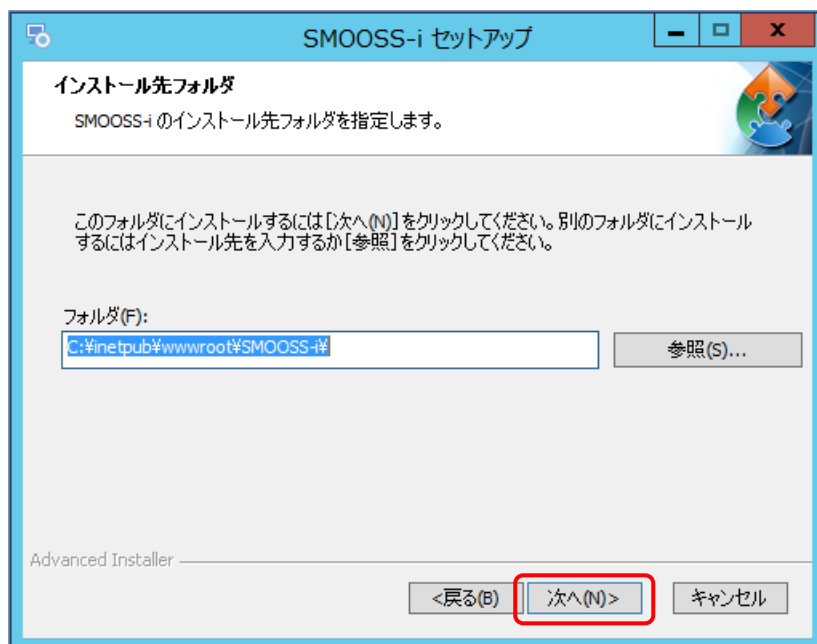 SMOOSS-i セットアップ
インストール先フォルダ
SMOOSS-i のインストール先フォルダを指定します。
このフォルダにインストールするには[次へ(N)]をクリックしてください。別のフォルダにインストール
するにはインストール先を入力するか[参照]をクリックしてください。
フォルダ(F):
C:¥inetpub¥wwwroot¥SMOOSS-i¥
参照(S)...
Advanced Installer
<戻る(B)
次へ(N)>
キャンセル